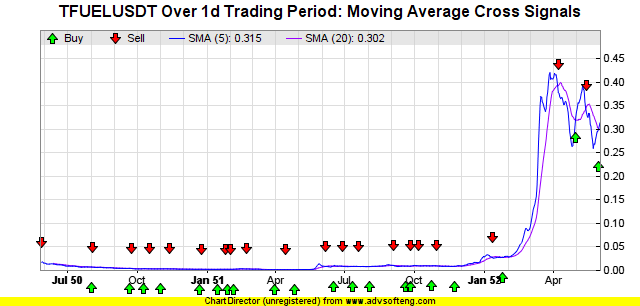 TFUELUSDT Over 1d Trading Period: Moving Average Cross Signals
Buy Sell SMA (5): 0.315 SMA (20): 0.302
0.45
0.40
0.35
0.30
0.25
0.20
0.15
0.10
0.05
0.00
Jul 50 Oct Jan 51 Apr Jul Oct Jan 52 Apr
ChartDirector (unregistered) from www.advsofteng.com